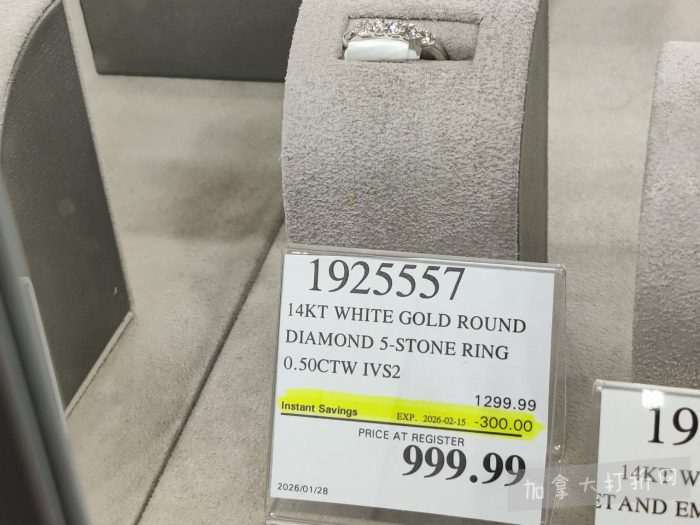 1925557
14KT WHITE GOLD ROUND
DIAMOND 5-STONE RING
0.50CTW IVS2
1299.99
Instant Savings EXP. 2026-02-15 -300.00
PRICE AT REGISTER
999.99
2026/01/28
19
14KT W
ET AND EM
加拿大打折网